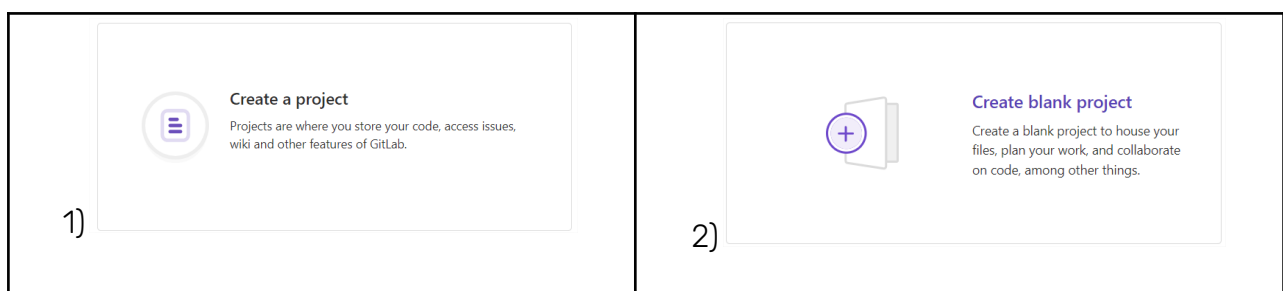 Create a project
Projects are where you store your code, access issues,
wiki and other features of GitLab.
1)
Create blank project
Create a blank project to house your
files, plan your work, and collaborate
on code, among other things.
2)